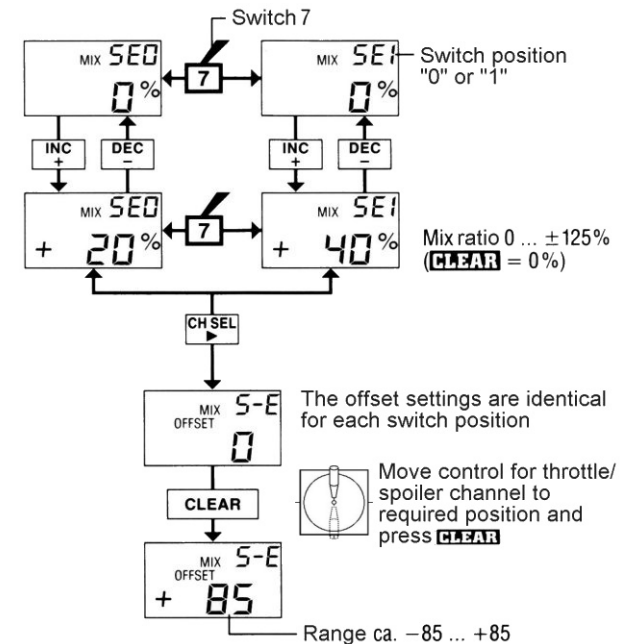 Switch 7
MIX SE0
0%
7
MIX SE1
0%
Switch position
"0" or "1"
INC
+
DEC
−
INC
+
DEC
−
MIX SE0
+ 20%
7
MIX SE1
+ 40%
Mix ratio 0 ... ±125%
(CLEAR = 0%)
CH SEL
▶
MIX S-E
OFFSET
0
The offset settings are identical
for each switch position
CLEAR
Move control for throttle/
spoiler channel to
required position and
press CLEAR
MIX S-E
OFFSET
+ 85
Range ca. −85 ... +85